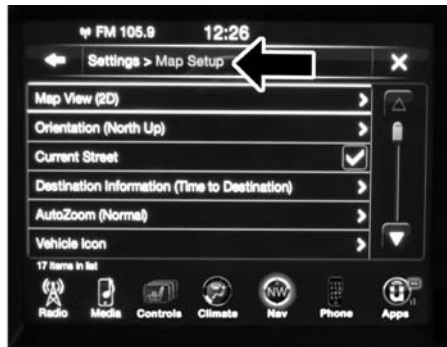 FM 105.9 12:26
Settings > Map Setup
Map View (2D)
Orientation (North Up)
Current Street
Destination Information (Time to Destination)
AutoZoom (Normal)
Vehicle Icon
17 Items in list
NW
Radio Media Controls Climate Nav Phone Apps